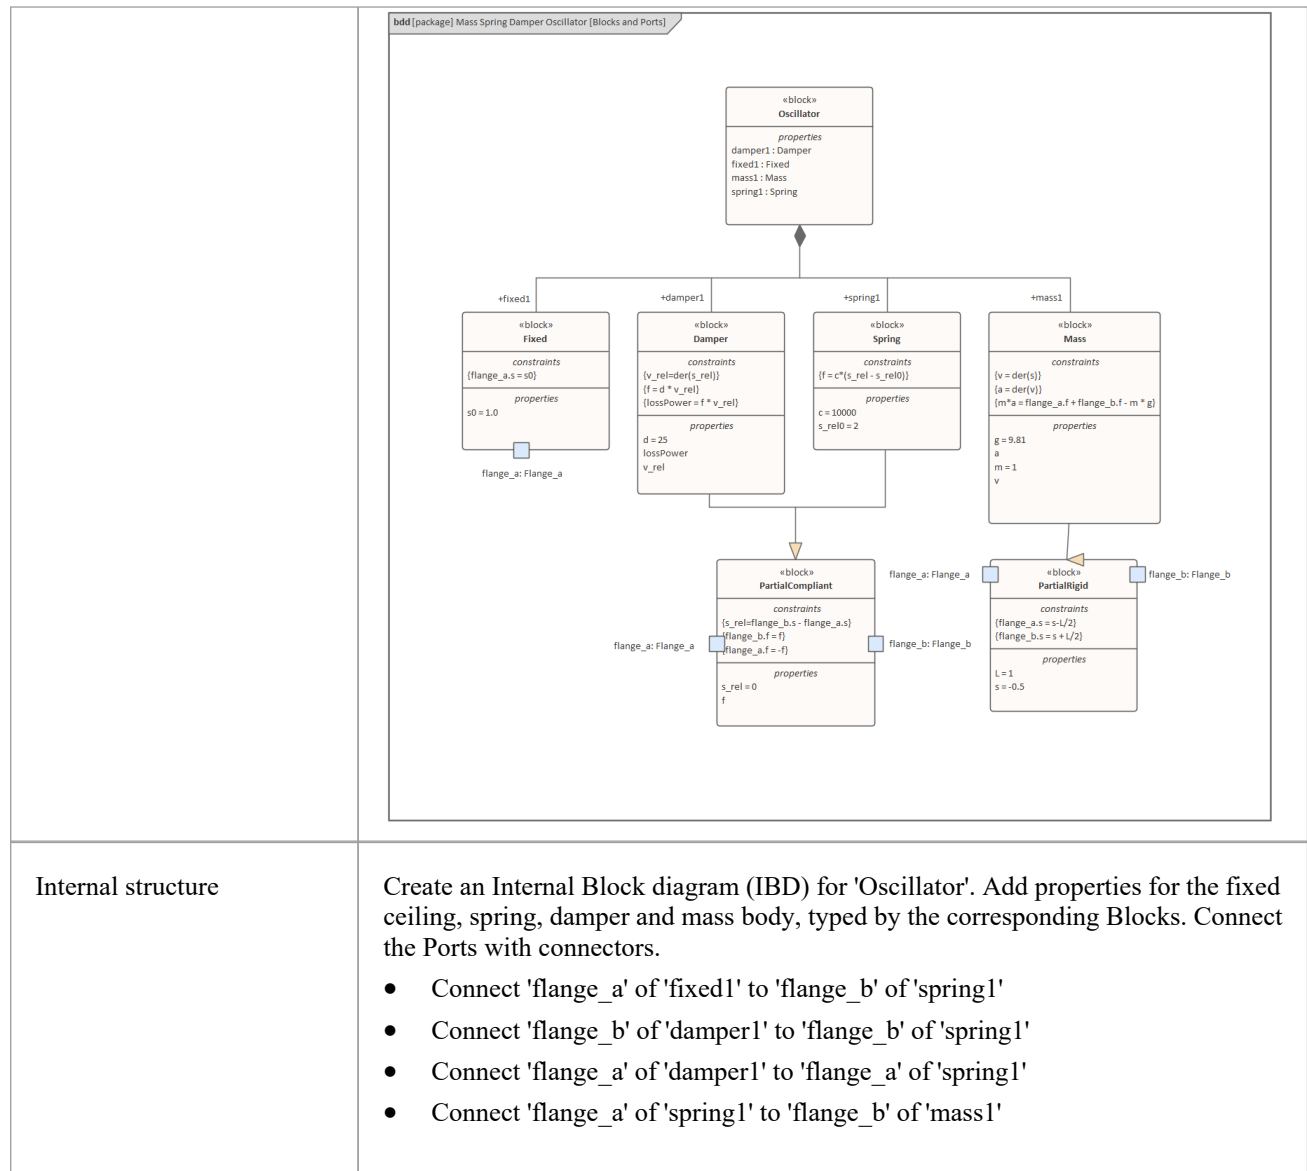 bdd [package] Mass Spring Damper Oscillator [Blocks and Ports]
«block»
Oscillator
properties
damper1 : Damper
fixed1 : Fixed
mass1 : Mass
spring1 : Spring
+fixed1
+damper1
+spring1
+mass1
«block»
Fixed
constraints
{flange_a.s = s0}
properties
s0 = 1.0
flange_a: Flange_a
«block»
Damper
constraints
{v_rel=der(s_rel)}
{f = d * v_rel}
{lossPower = f * v_rel}
properties
d = 25
lossPower
v_rel
«block»
Spring
constraints
{f = c*(s_rel - s_rel0)}
properties
c = 10000
s_rel0 = 2
«block»
Mass
constraints
{v = der(s)}
{a = der(v)}
{m*a = flange_a.f + flange_b.f - m * g}
properties
g = 9.81
a
m = 1
v
«block»
PartialCompliant
constraints
{s_rel=flange_b.s - flange_a.s}
{flange_b.f = f}
{flange_a.f = -f}
properties
s_rel = 0
f
flange_a: Flange_a
flange_b: Flange_b
flange_a: Flange_a
flange_b: Flange_b
«block»
PartialRigid
constraints
{flange_a.s = s-L/2}
{flange_b.s = s + L/2}
properties
L = 1
s = -0.5
Internal structure
Create an Internal Block diagram (IBD) for 'Oscillator'. Add properties for the fixed
ceiling, spring, damper and mass body, typed by the corresponding Blocks. Connect
the Ports with connectors.
• Connect 'flange_a' of 'fixed1' to 'flange_b' of 'spring1'
• Connect 'flange_b' of 'damper1' to 'flange_b' of 'spring1'
• Connect 'flange_a' of 'damper1' to 'flange_a' of 'spring1'
• Connect 'flange_a' of 'spring1' to 'flange_b' of 'mass1'